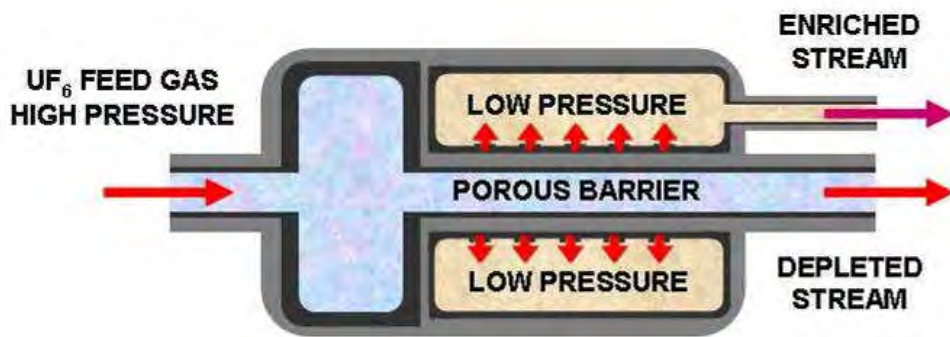 ENRICHED
STREAM
UF₆ FEED GAS
HIGH PRESSURE
LOW PRESSURE
POROUS BARRIER
LOW PRESSURE
DEPLETED
STREAM